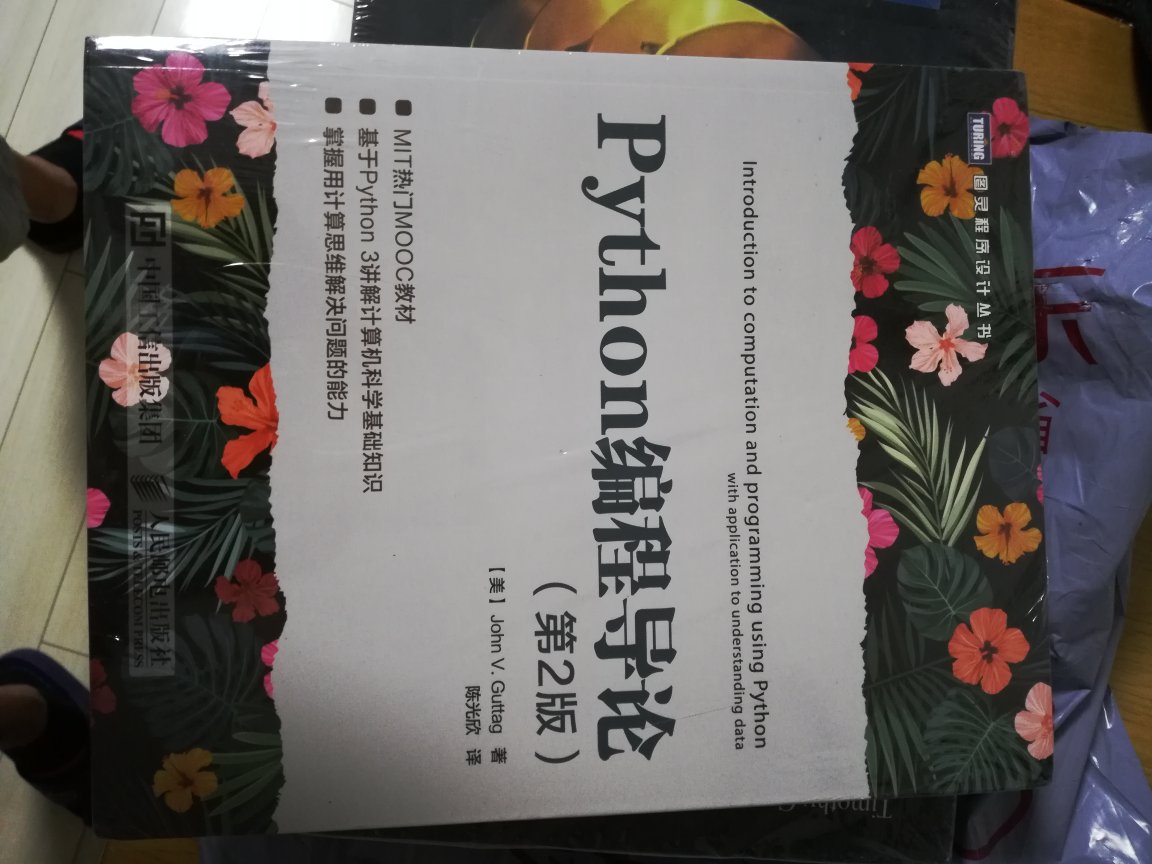 TURING 图灵程序设计丛书
Introduction to computation and programming using Python
with application to understanding data
Python编程导论
（第2版）
【美】John V. Guttag 著
陈光欣 译
■ MIT热门MOOC教材
■ 基于Python 3讲解计算机科学基础知识
■ 掌握用计算思维解决问题的能力
中国工信出版集团
人民邮电出版社
POSTS & TELECOM PRESS